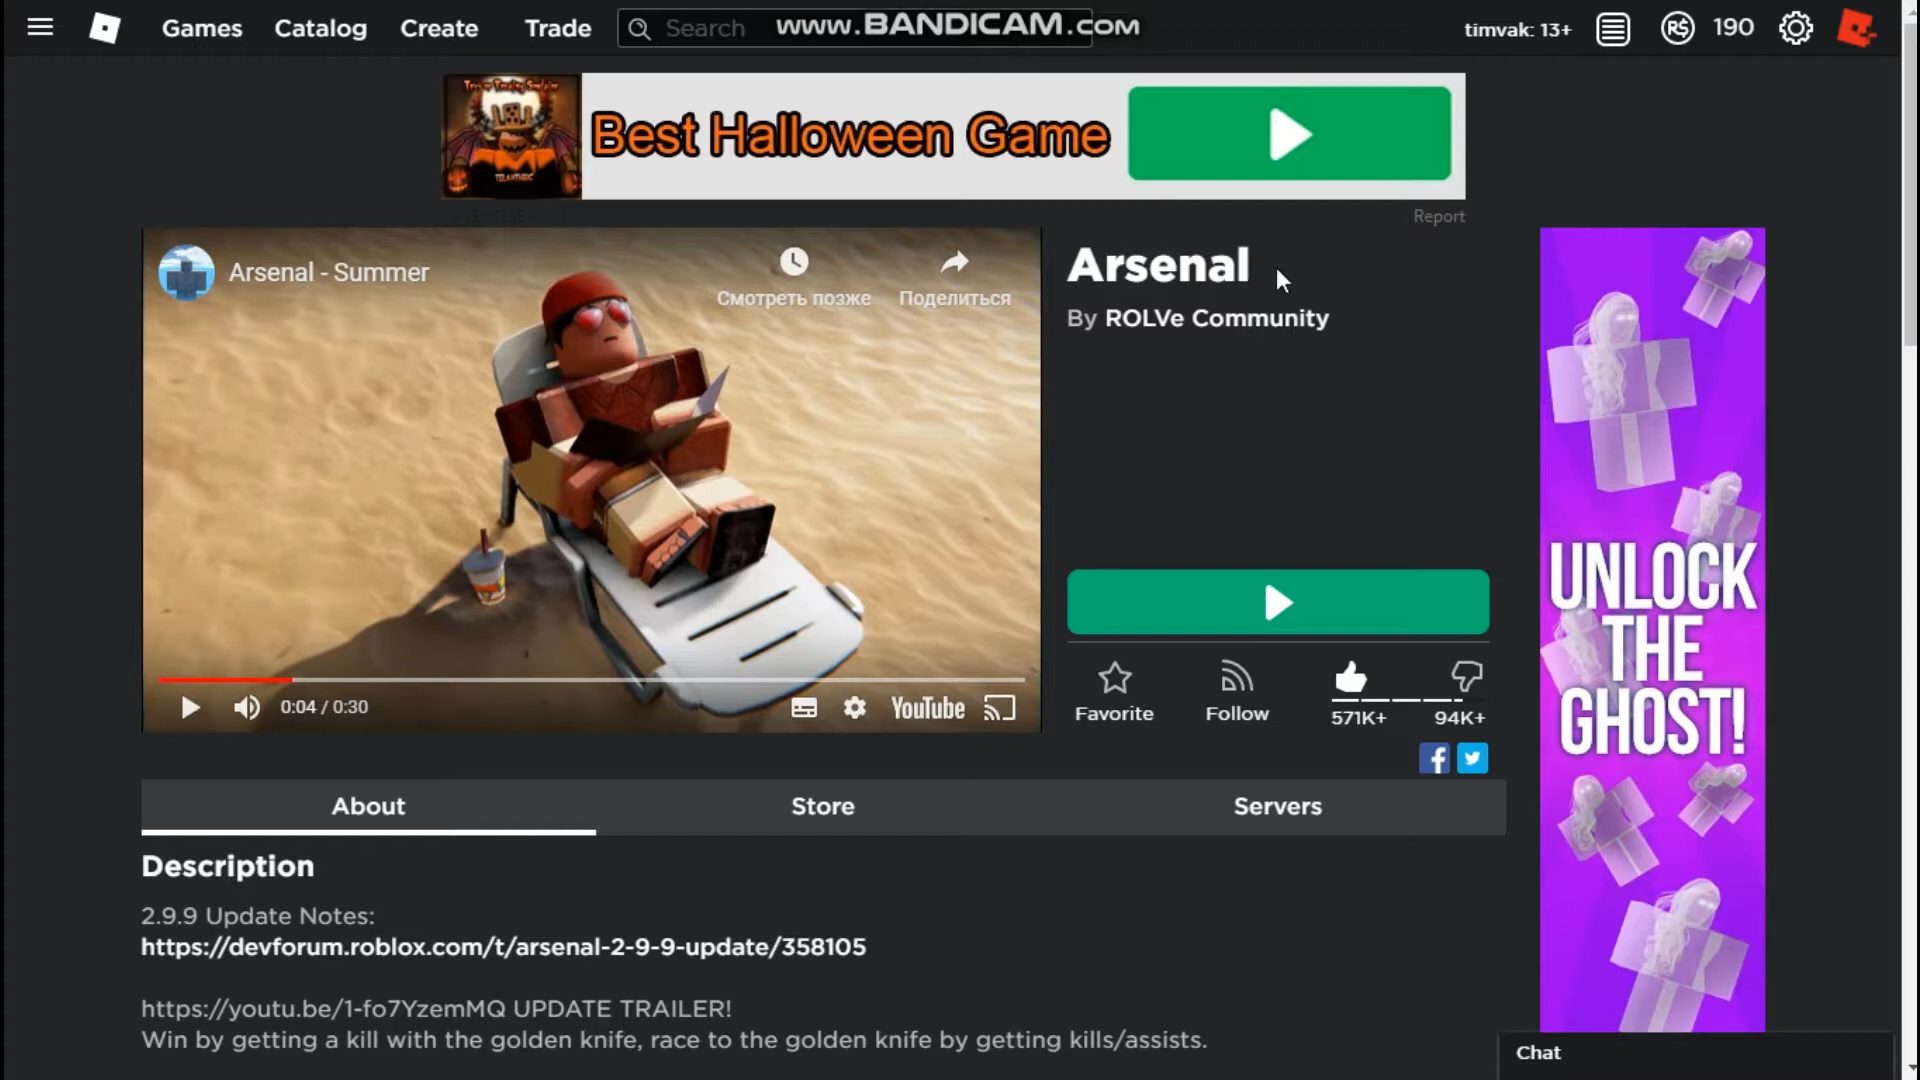 Games
Catalog
Create
Trade
Search
www.BANDICAM.com
timvak: 13+
R$
190
TELANTHRIC
Best Halloween Game
Report
Arsenal - Summer
Смотреть позже
Поделиться
Arsenal
By ROLVe Community
0:04 / 0:30
YouTube
Favorite
Follow
571K+
94K+
UNLOCK
THE
GHOST!
About
Store
Servers
Description
2.9.9 Update Notes:
https://devforum.roblox.com/t/arsenal-2-9-9-update/358105
https://youtu.be/1-fo7YzemMQ UPDATE TRAILER!
Win by getting a kill with the golden knife, race to the golden knife by getting kills/assists.
Chat